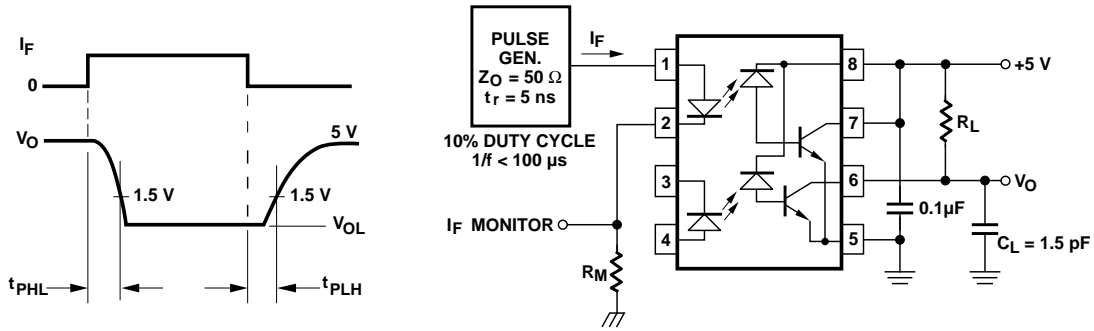 I_F
0
V_O
5 V
1.5 V
1.5 V
V_OL
t_PHL
t_PLH
PULSE
GEN.
Z_O = 50 Ω
t_r = 5 ns
I_F
10% DUTY CYCLE
1/f < 100 µs
I_F MONITOR
R_M
1
2
3
4
8
7
6
5
+5 V
R_L
V_O
0.1µF
C_L = 1.5 pF